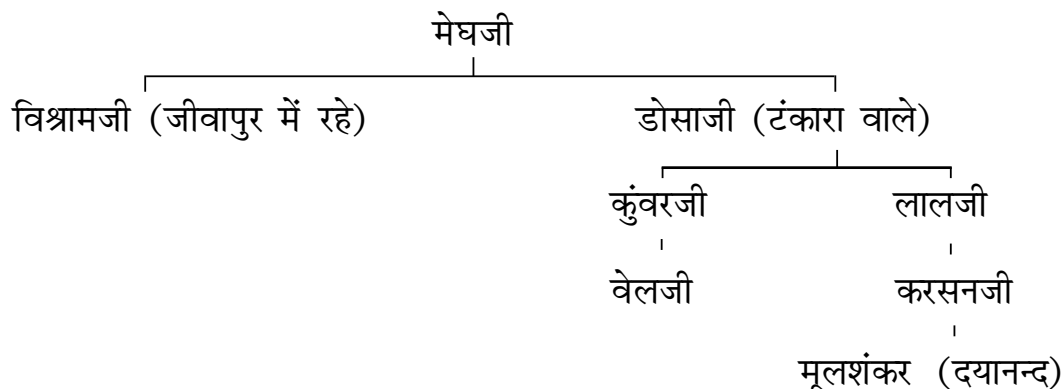 मेघजी
विश्रामजी (जीवापुर में रहे) डोसाजी (टंकारा वाले)
कुंवरजी लालजी
वेलजी करसनजी
मूलशंकर (दयानन्द)